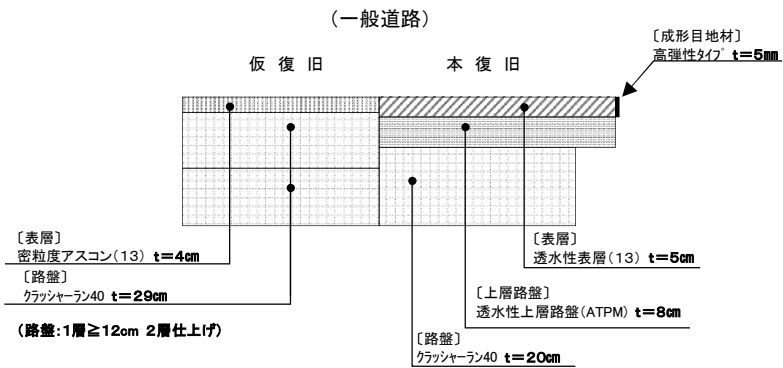 （一般道路）
〔成形目地材〕
高弾性ﾀｲﾌﾟ t＝5㎜
仮 復 旧
本 復 旧
〔表層〕
密粒度アスコン（13） t＝4㎝
〔路盤〕
ｸﾗｯｼｬｰﾗﾝ40 t＝29㎝
(路盤：1層≧12cm 2層仕上げ)
〔表層〕
透水性表層（13） t＝5㎝
〔上層路盤〕
透水性上層路盤(ATPM) t＝8㎝
〔路盤〕
ｸﾗｯｼｬｰﾗﾝ40 t＝20㎝